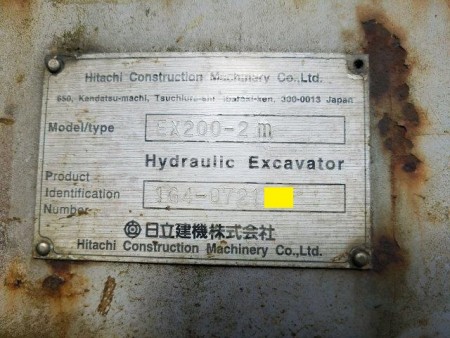 Hitachi Construction Machinery Co.,Ltd.
650, Kandatsu-machi, Tsuchiura-shi Ibaraki-ken, 300-0013 Japan
Model/type EX200-2m
Hydraulic Excavator
Product
Identification
Number
日立建機株式会社
Hitachi Construction Machinery Co.,Ltd.